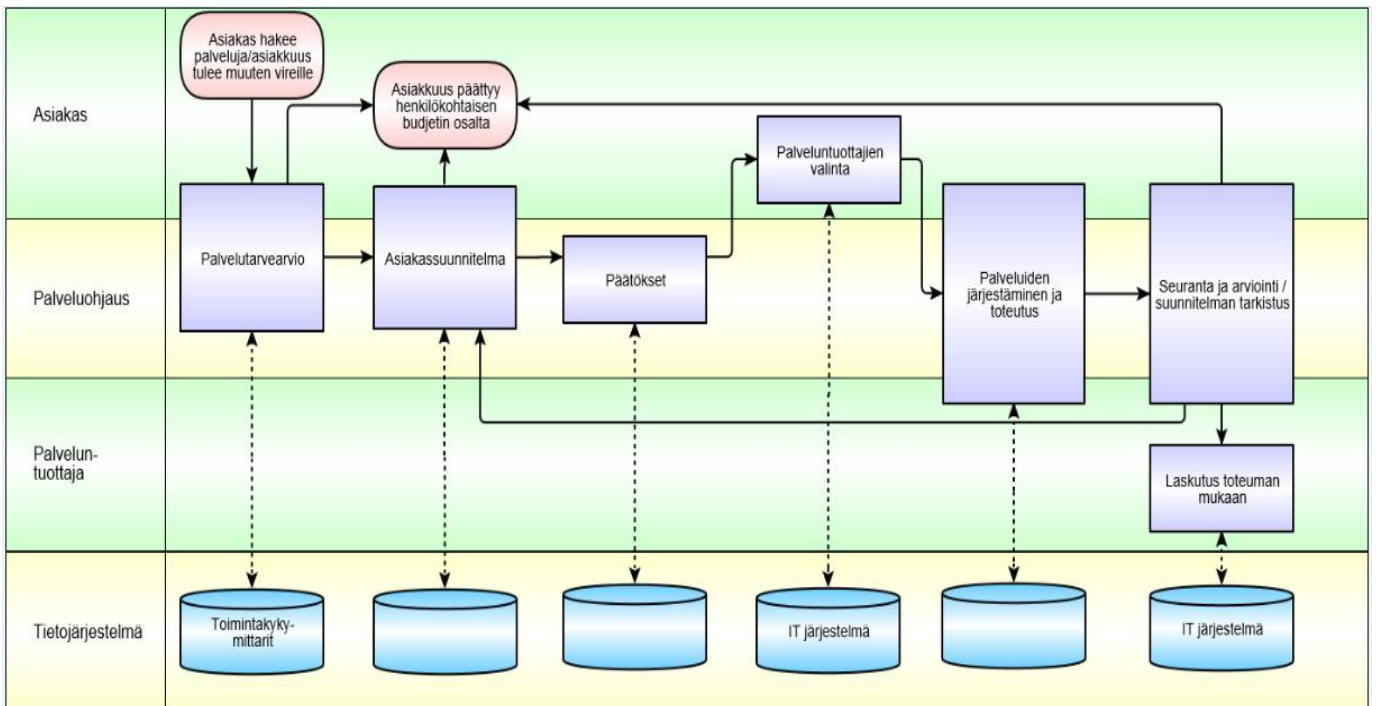 Asiakas
Asiakas hakee
palveluja/asiakkuus
tulee muuten vireille
Asiakkuus päättyy
henkilökohtaisen
budjetin osalta
Palveluntuottajien
valinta
Palveluohjaus
Palvelutarvearvio
Asiakassuunnitelma
Päätökset
Palveluiden
järjestäminen ja
toteutus
Seuranta ja arviointi /
suunnitelman tarkistus
Palvelun-
tuottaja
Laskutus toteuman
mukaan
Tietojärjestelmä
Toimintakyky-
mittarit
IT järjestelmä
IT järjestelmä